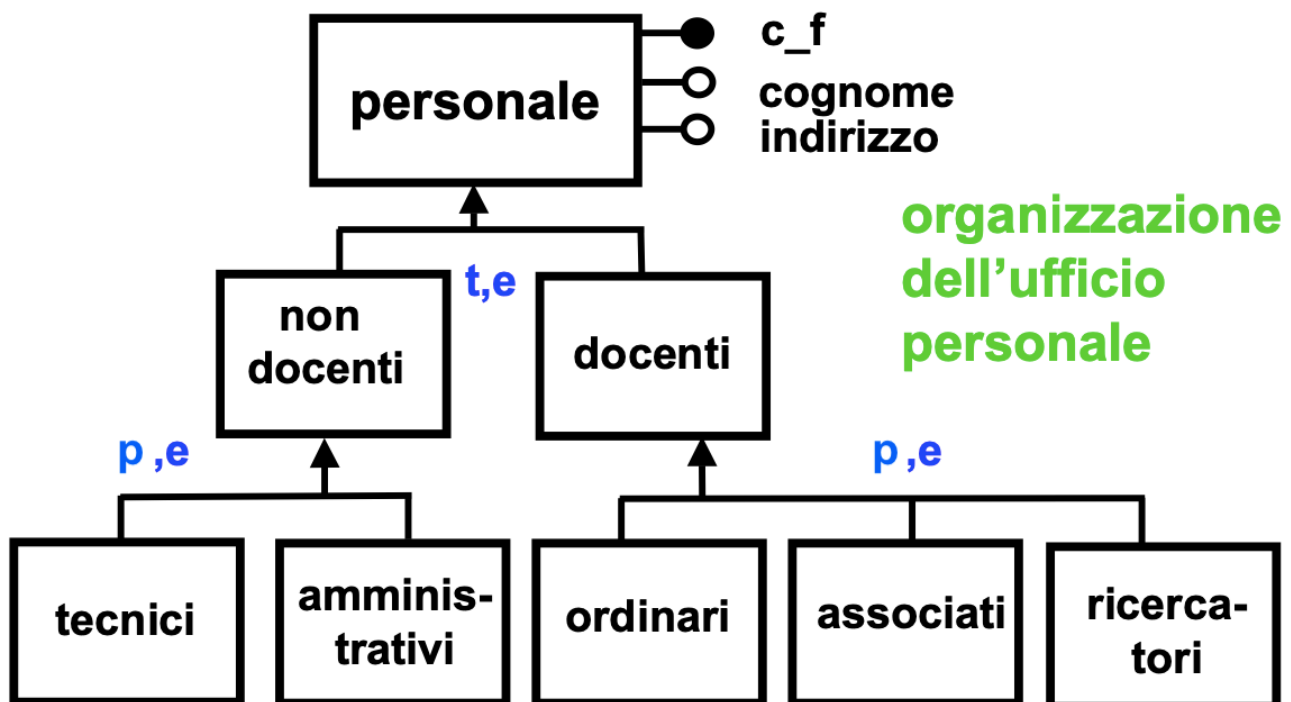 c_f
personale
cognome
indirizzo
organizzazione
dell'ufficio
personale
t,e
non
docenti
docenti
p ,e
p ,e
tecnici
amminis-
trativi
ordinari
associati
ricerca-
tori